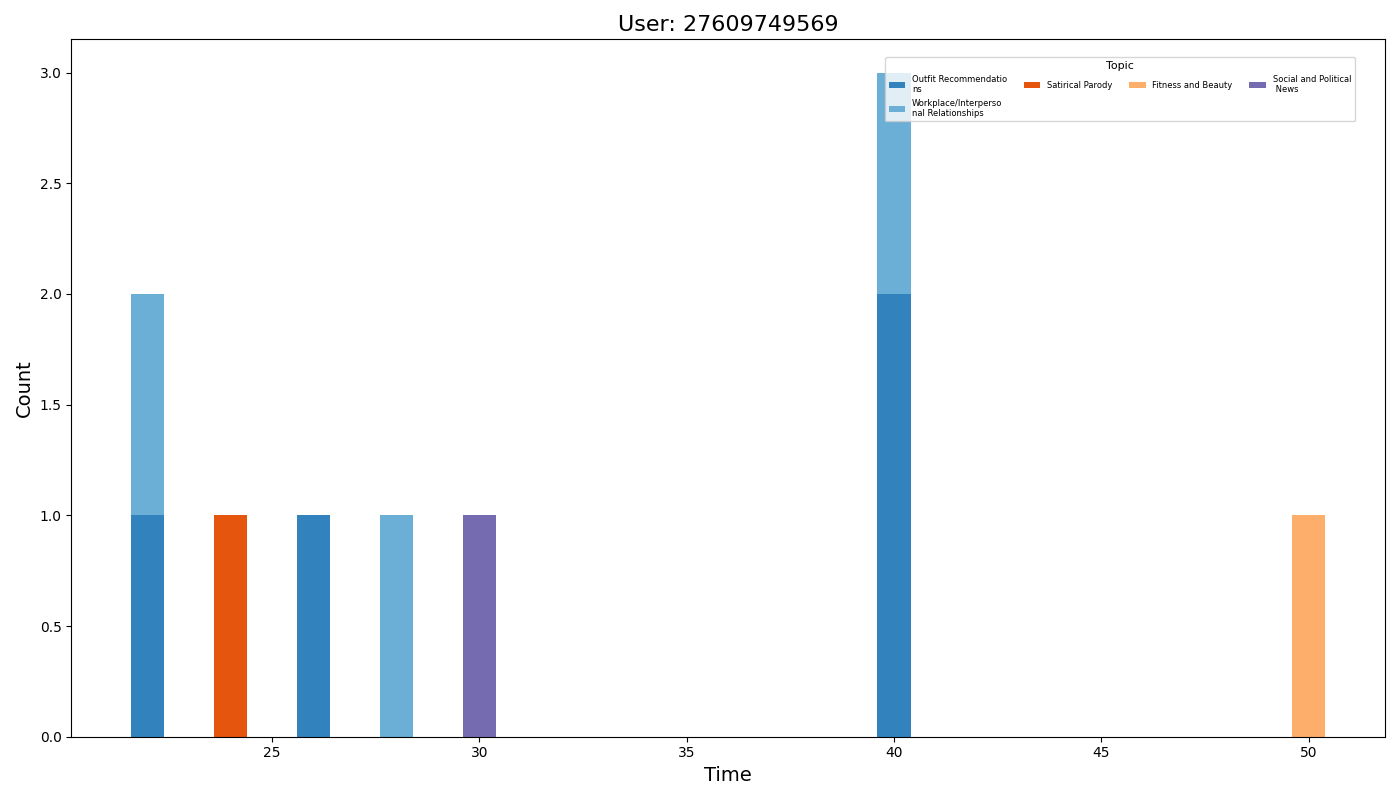 User: 27609749569
Topic
Outfit Recommendatio
ns
Workplace/Interperso
nal Relationships
Satirical Parody
Fitness and Beauty
Social and Political
News
3.0
2.5
2.0
1.5
1.0
0.5
0.0
Count
25 30 35 40 45 50
Time